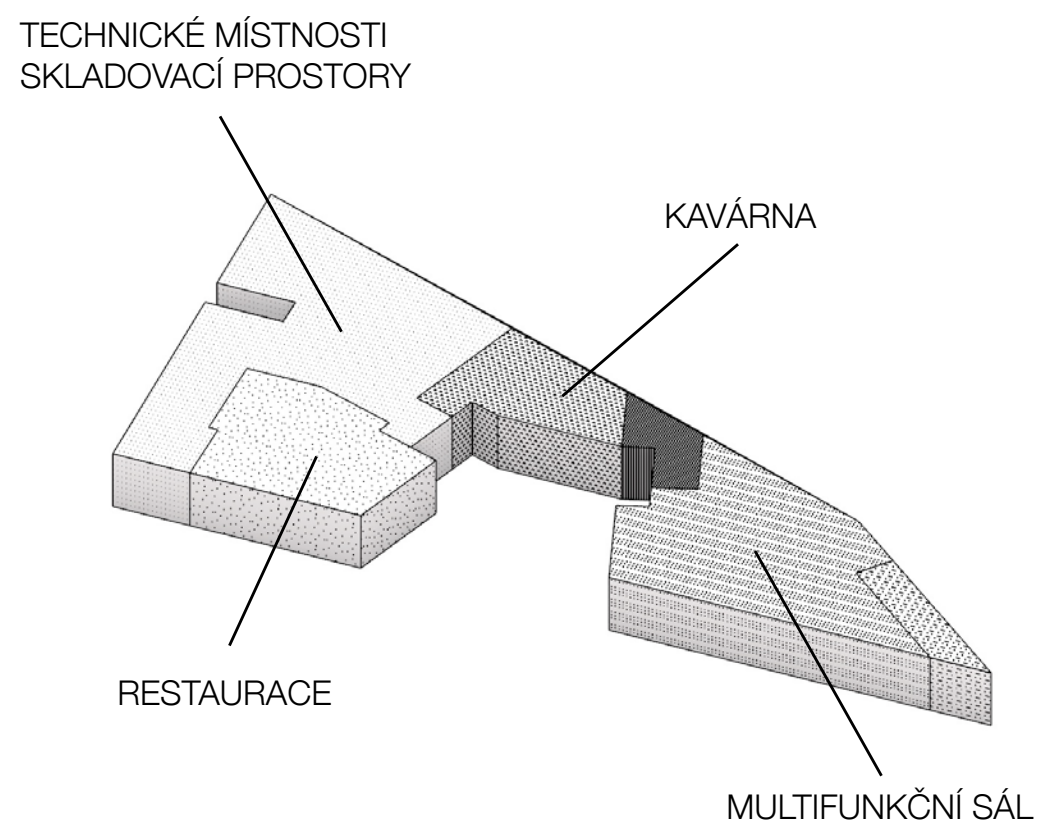 TECHNICKÉ MÍSTNOSTI
SKLADOVACÍ PROSTORY
KAVÁRNA
RESTAURACE
MULTIFUNKČNÍ SÁL